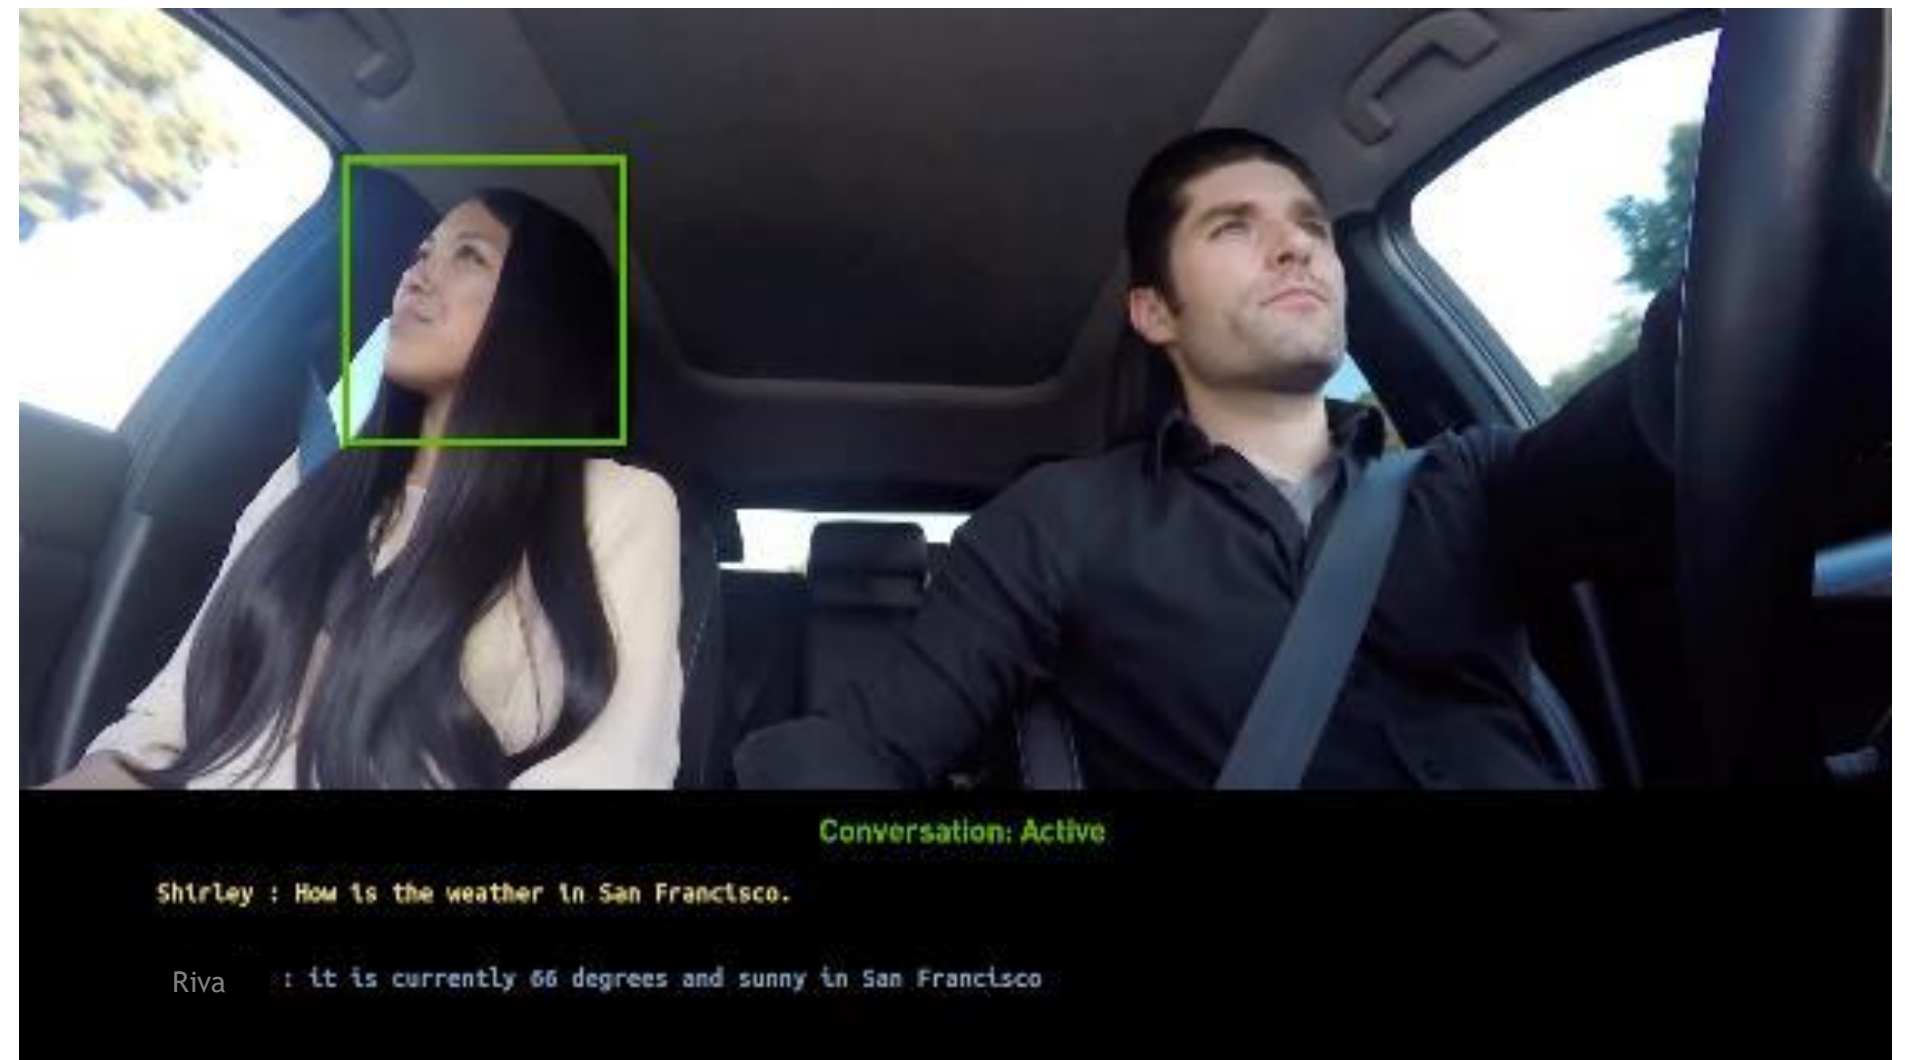 Conversation: Active
Shirley : How is the weather in San Francisco.
Riva : it is currently 66 degrees and sunny in San Francisco